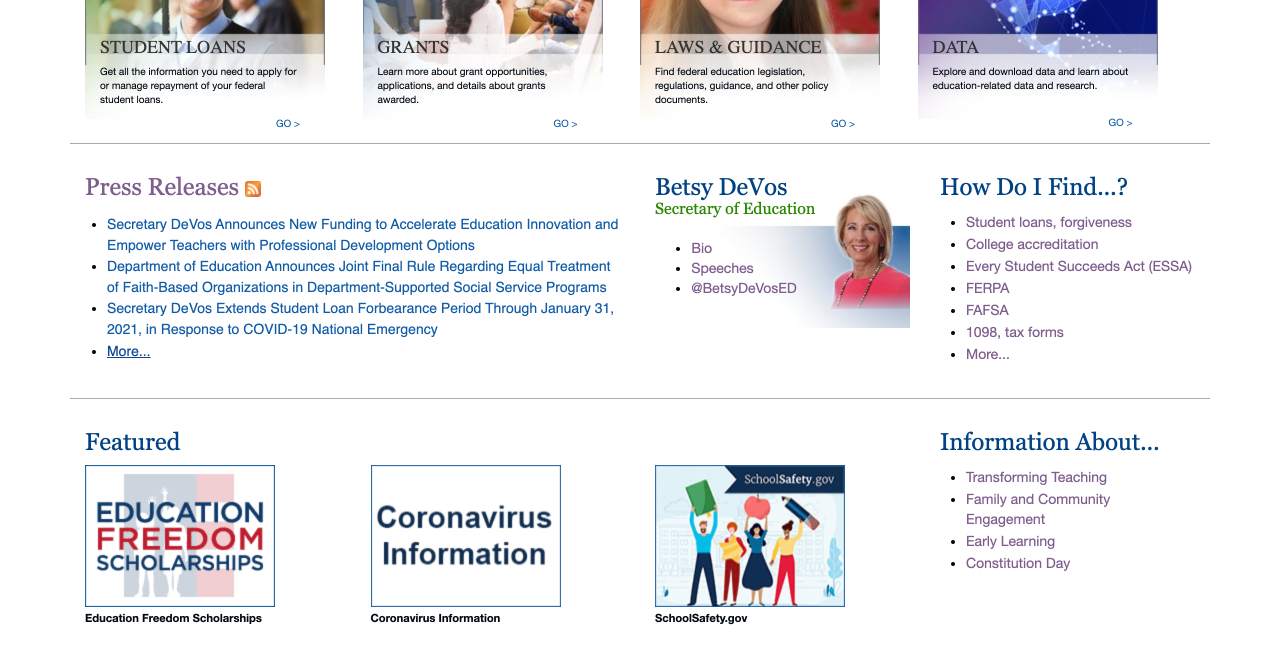 STUDENT LOANS
Get all the information you need to apply for
or manage repayment of your federal
student loans.
GO >
GRANTS
Learn more about grant opportunities,
applications, and details about grants
awarded.
GO >
LAWS & GUIDANCE
Find federal education legislation,
regulations, guidance, and other policy
documents.
GO >
DATA
Explore and download data and learn about
education-related data and research.
GO >
Press Releases
Secretary DeVos Announces New Funding to Accelerate Education Innovation and
Empower Teachers with Professional Development Options
Department of Education Announces Joint Final Rule Regarding Equal Treatment
of Faith-Based Organizations in Department-Supported Social Service Programs
Secretary DeVos Extends Student Loan Forbearance Period Through January 31,
2021, in Response to COVID-19 National Emergency
More...
Betsy DeVos
Secretary of Education
Bio
Speeches
@BetsyDeVosED
How Do I Find...?
Student loans, forgiveness
College accreditation
Every Student Succeeds Act (ESSA)
FERPA
FAFSA
1098, tax forms
More...
Featured
EDUCATION
FREEDOM
SCHOLARSHIPS
Education Freedom Scholarships
Coronavirus
Information
Coronavirus Information
SchoolSafety.gov
SchoolSafety.gov
Information About...
Transforming Teaching
Family and Community
Engagement
Early Learning
Constitution Day